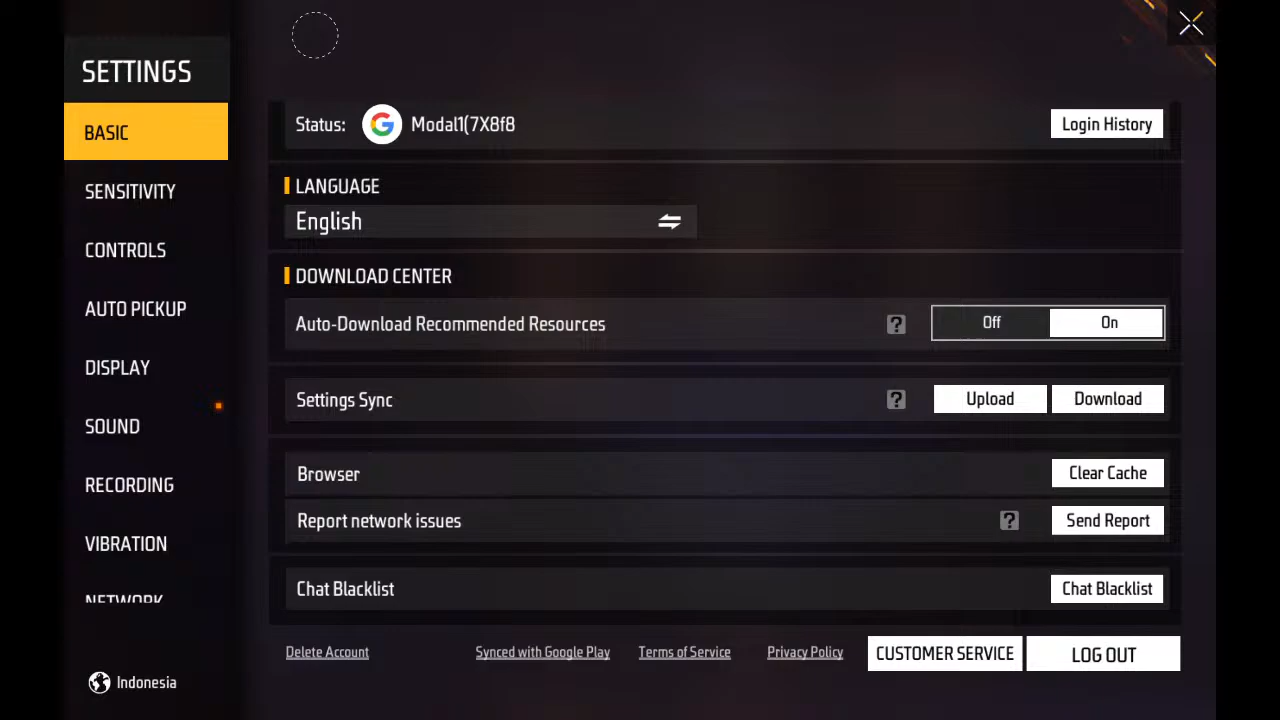 SETTINGS
BASIC
SENSITIVITY
CONTROLS
AUTO PICKUP
DISPLAY
SOUND
RECORDING
VIBRATION
NETWORK
Indonesia
Status: Modal1(7X8f8 Login History
LANGUAGE
English
DOWNLOAD CENTER
Auto-Download Recommended Resources ? Off On
Settings Sync ? Upload Download
Browser Clear Cache
Report network issues ? Send Report
Chat Blacklist Chat Blacklist
Delete Account Synced with Google Play Terms of Service Privacy Policy CUSTOMER SERVICE LOG OUT